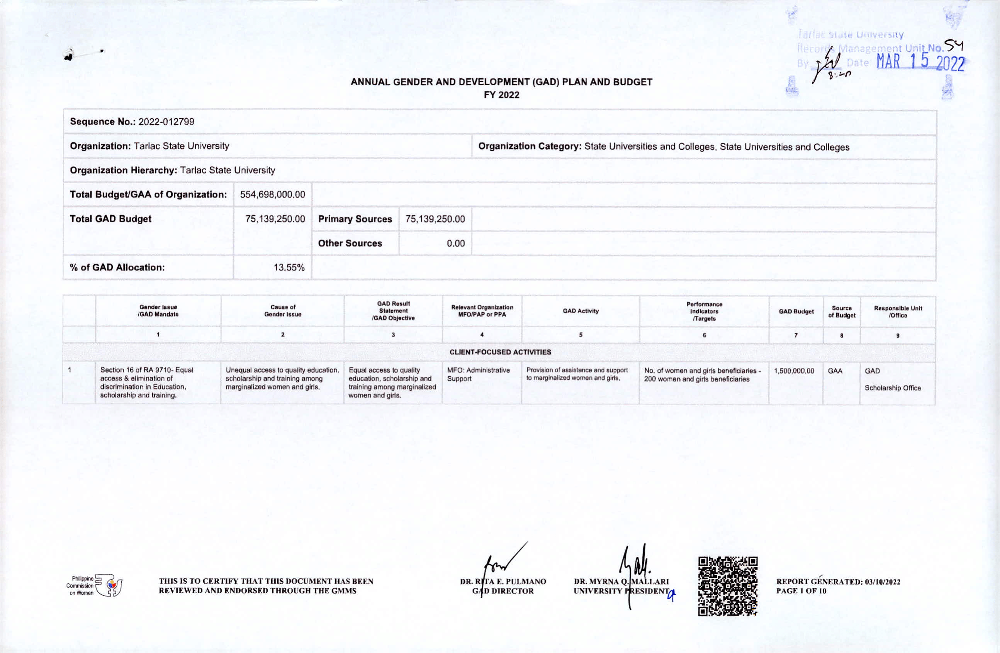 Tarlac State University
Records Management Unit No. 54
By Date MAR 15 2022
3:20
ANNUAL GENDER AND DEVELOPMENT (GAD) PLAN AND BUDGET
FY 2022
Sequence No.: 2022-012799
Organization: Tarlac State University
Organization Category: State Universities and Colleges, State Universities and Colleges
Organization Hierarchy: Tarlac State University
Total Budget/GAA of Organization: 554,698,000.00
Total GAD Budget 75,139,250.00 Primary Sources 75,139,250.00
Other Sources 0.00
% of GAD Allocation: 13.55%
Gender Issue
/GAD Mandate
Cause of
Gender Issue
GAD Result
Statement
/GAD Objective
Relevant Organization
MFO/PAP or PPA
GAD Activity
Performance
Indicators
/Targets
GAD Budget
Source
of Budget
Responsible Unit
/Office
1 2 3 4 5 6 7 8 9
CLIENT-FOCUSED ACTIVITIES
1
Section 16 of RA 9710- Equal
access & elimination of
discrimination in Education,
scholarship and training.
Unequal access to quality education,
scholarship and training among
marginalized women and girls.
Equal access to quality
education, scholarship and
training among marginalized
women and girls.
MFO: Administrative
Support
Provision of assistance and support
to marginalized women and girls.
No. of women and girls beneficiaries -
200 women and girls beneficiaries
1,500,000.00
GAA
GAD
Scholarship Office
Philippine
Commission
on Women
THIS IS TO CERTIFY THAT THIS DOCUMENT HAS BEEN
REVIEWED AND ENDORSED THROUGH THE GMMS
DR. RITA E. PULMANO
GAD DIRECTOR
DR. MYRNA Q. MALLARI
UNIVERSITY PRESIDENT
REPORT GENERATED: 03/10/2022
PAGE 1 OF 10